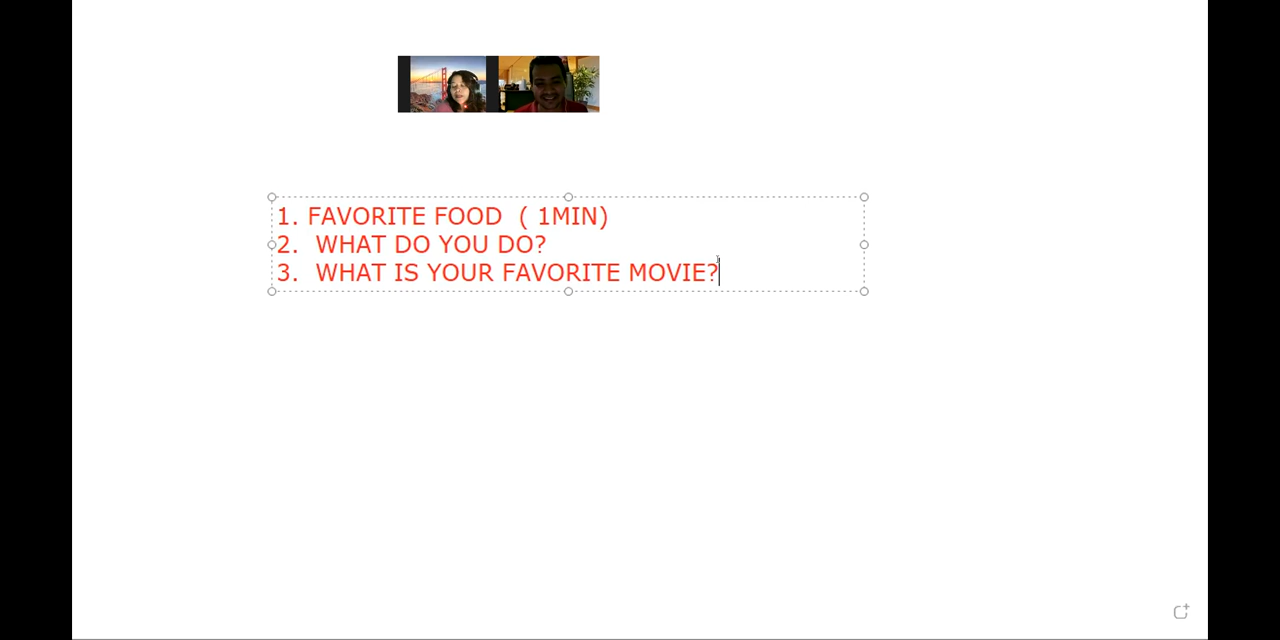 1. FAVORITE FOOD  ( 1MIN)
2.  WHAT DO YOU DO?
3.  WHAT IS YOUR FAVORITE MOVIE?